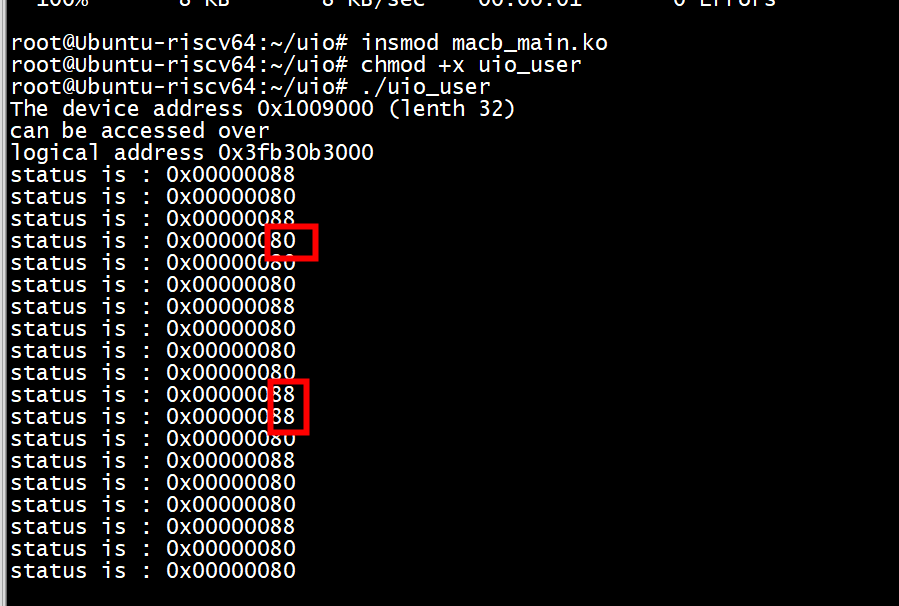 100% 8 KB 8 KB/sec 00:00:01 0 Errors
root@Ubuntu-riscv64:~/uio# insmod macb_main.ko
root@Ubuntu-riscv64:~/uio# chmod +x uio_user
root@Ubuntu-riscv64:~/uio# ./uio_user
The device address 0x1009000 (lenth 32)
can be accessed over
logical address 0x3fb30b3000
status is : 0x00000088
status is : 0x00000080
status is : 0x00000088
status is : 0x00000080
status is : 0x00000080
status is : 0x00000080
status is : 0x00000088
status is : 0x00000080
status is : 0x00000080
status is : 0x00000080
status is : 0x00000088
status is : 0x00000088
status is : 0x00000080
status is : 0x00000088
status is : 0x00000080
status is : 0x00000080
status is : 0x00000088
status is : 0x00000080
status is : 0x00000080